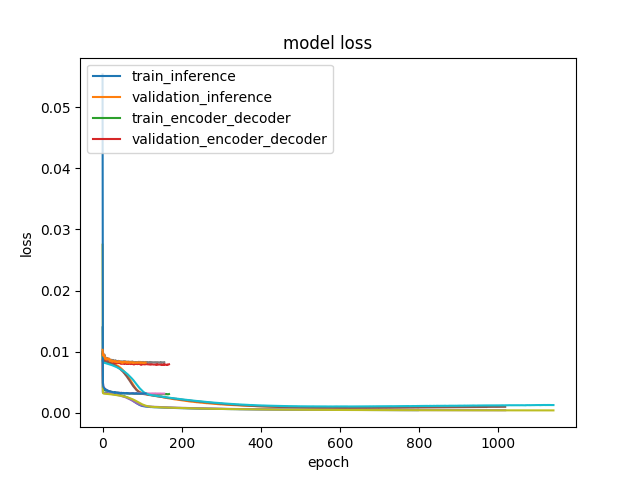 model loss
train_inference
validation_inference
train_encoder_decoder
validation_encoder_decoder
loss
0.05
0.04
0.03
0.02
0.01
0.00
0 200 400 600 800 1000
epoch